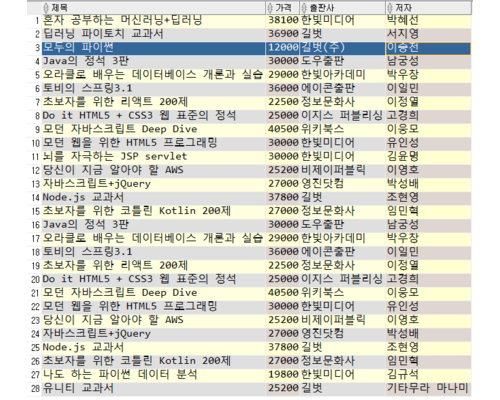 제목 가격 출판사 저자
1 혼자 공부하는 머신러닝+딥러닝 38100 한빛미디어 박혜선
2 딥러닝 파이토치 교과서 36900 길벗 서지영
3 모두의 파이썬 12000 길벗(주) 이승찬
4 Java의 정석 3판 30000 도우출판 남궁성
5 오라클로 배우는 데이터베이스 개론과 실습 29000 한빛아카데미 박우창
6 토비의 스프링3.1 36000 에이콘출판 이일민
7 초보자를 위한 리액트 200제 22500 정보문화사 이정열
8 Do it HTML5 + CSS3 웹 표준의 정석 25000 이지스 퍼블리싱 고경희
9 모던 자바스크립트 Deep Dive 40500 위키북스 이웅모
10 모던 웹을 위한 HTML5 프로그래밍 30000 한빛미디어 유인성
11 뇌를 자극하는 JSP servlet 30000 한빛미디어 김윤명
12 당신이 지금 알아야 할 AWS 25200 비제이퍼블릭 이영호
13 자바스크립트+jQuery 27000 영진닷컴 박성배
14 Node.js 교과서 37800 길벗 조현영
15 초보자를 위한 코틀린 Kotlin 200제 27000 정보문화사 임민혁
16 Java의 정석 3판 30000 도우출판 남궁성
17 오라클로 배우는 데이터베이스 개론과 실습 29000 한빛아카데미 박우창
18 토비의 스프링3.1 36000 에이콘출판 이일민
19 초보자를 위한 리액트 200제 22500 정보문화사 이정열
20 Do it HTML5 + CSS3 웹 표준의 정석 25000 이지스 퍼블리싱 고경희
21 모던 자바스크립트 Deep Dive 40500 위키북스 이웅모
22 모던 웹을 위한 HTML5 프로그래밍 30000 한빛미디어 유인성
23 당신이 지금 알아야 할 AWS 25200 비제이퍼블릭 이영호
24 자바스크립트+jQuery 27000 영진닷컴 박성배
25 Node.js 교과서 37800 길벗 조현영
26 초보자를 위한 코틀린 Kotlin 200제 27000 정보문화사 임민혁
27 나도 하는 파이썬 데이터 분석 19800 한빛미디어 김규석
28 유니티 교과서 25200 길벗 기타무라 마나미